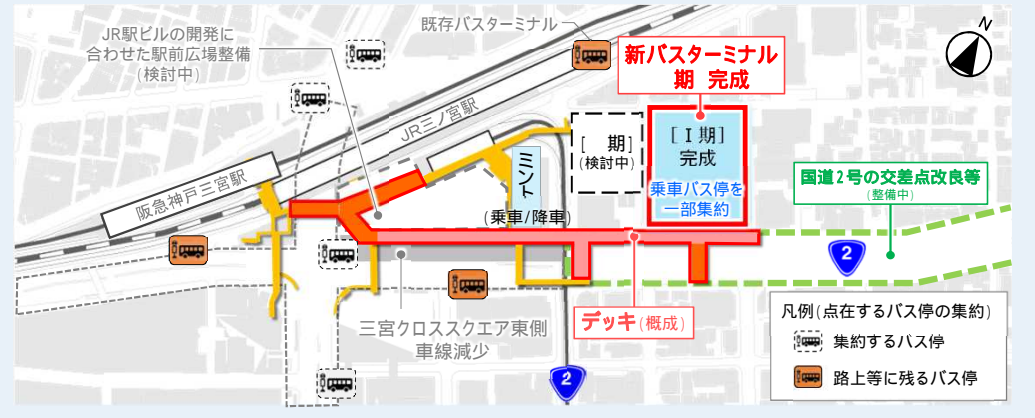 JR駅ビルの開発に
合わせた駅前広場整備
(検討中)
既存バスターミナル
新バスターミナル
期 完成
N
JR三ノ宮駅
阪急神戸三宮駅
ミント
(乗車/降車)
[ 期]
(検討中)
[Ⅰ期]
完成
乗車バス停を
一部集約
国道2号の交差点改良等
(整備中)
2
デッキ(概成)
三宮クロススクエア東側
車線減少
2
凡例(点在するバス停の集約)
集約するバス停
路上等に残るバス停